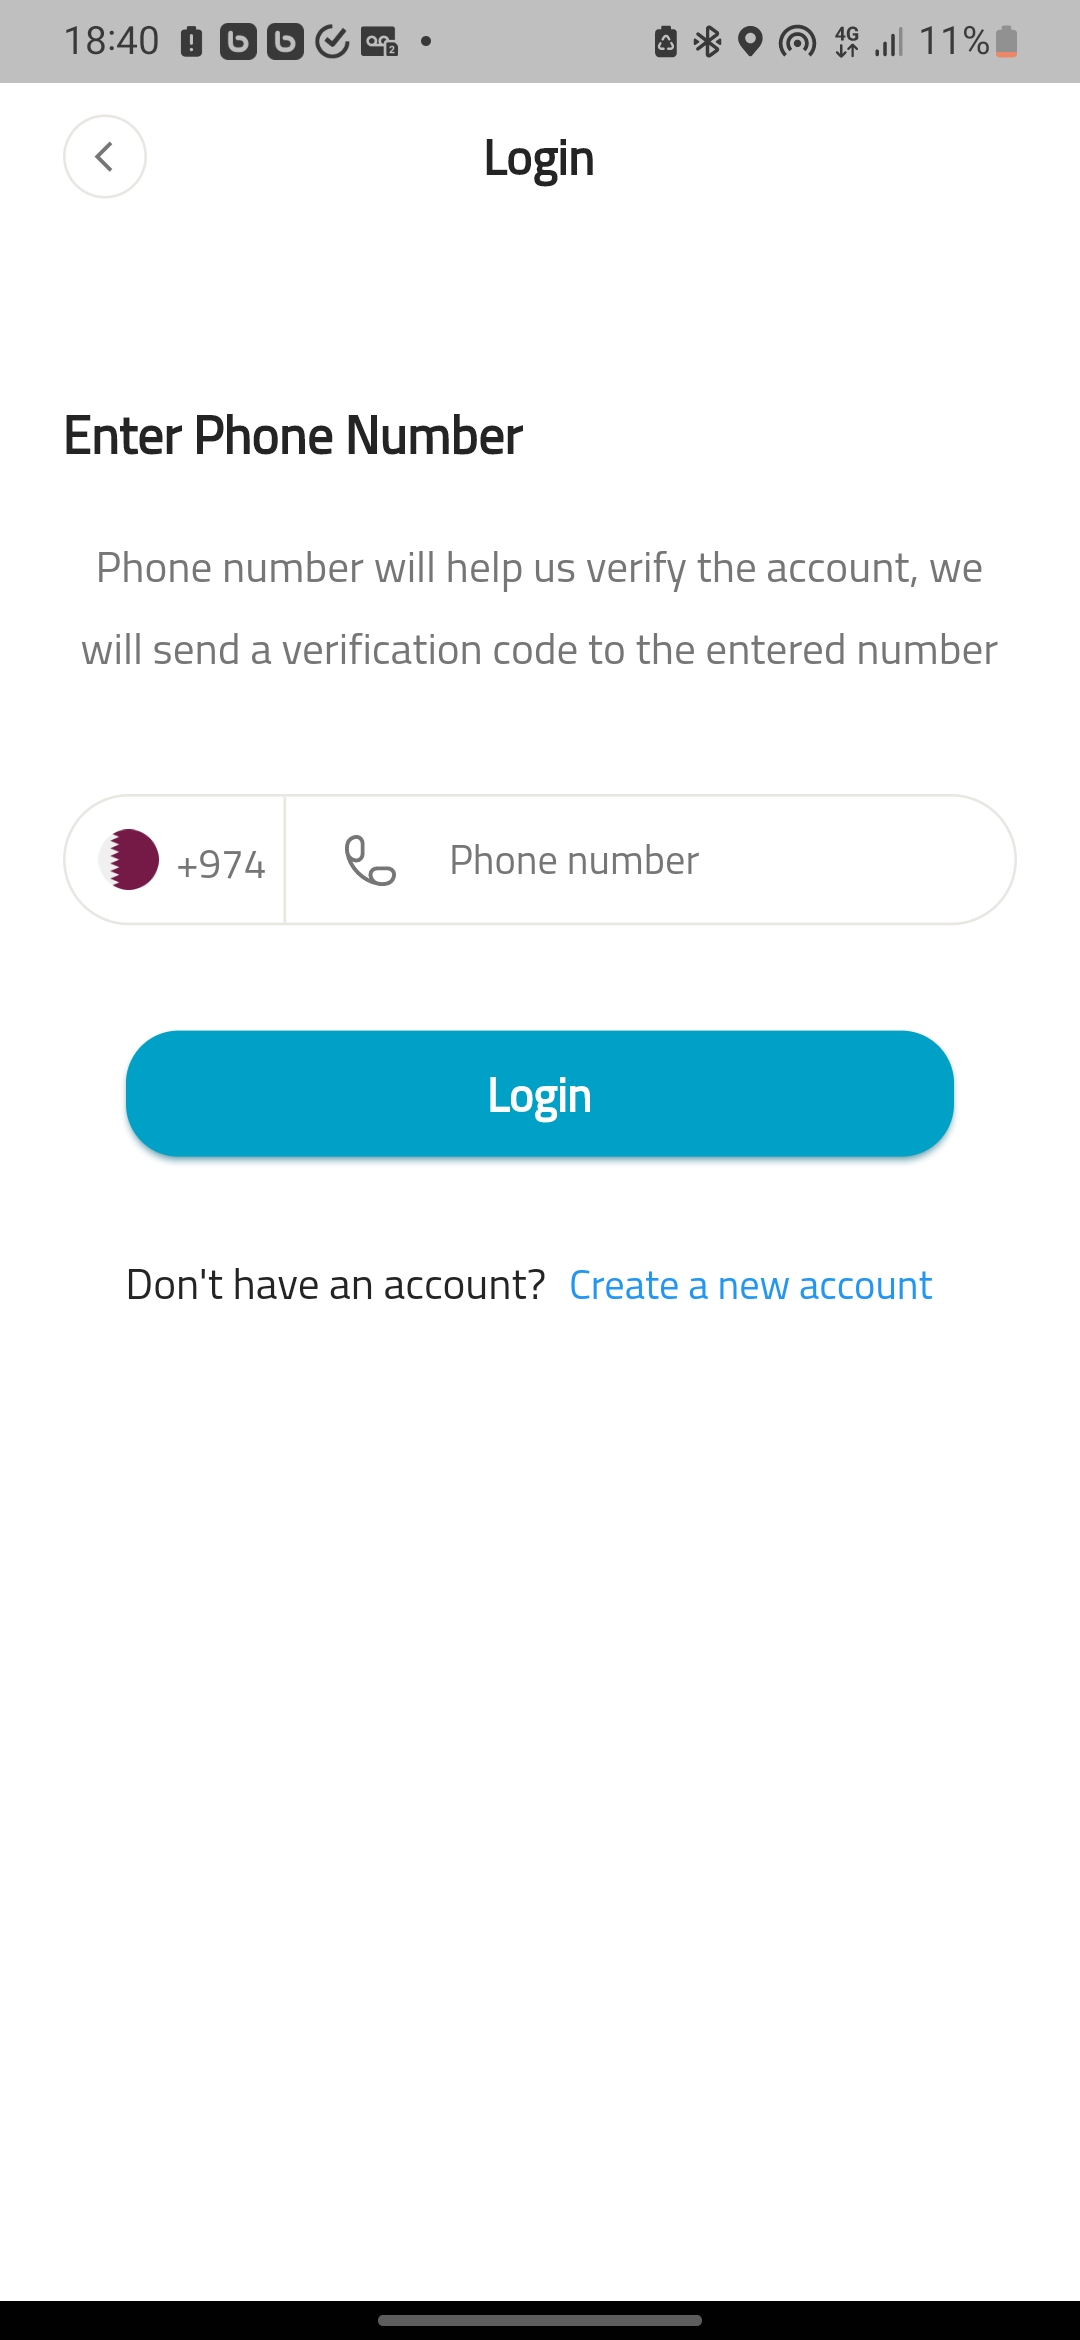 18:40 4G 11%
Login
Enter Phone Number
Phone number will help us verify the account, we
will send a verification code to the entered number
+974 Phone number
Login
Don't have an account? Create a new account